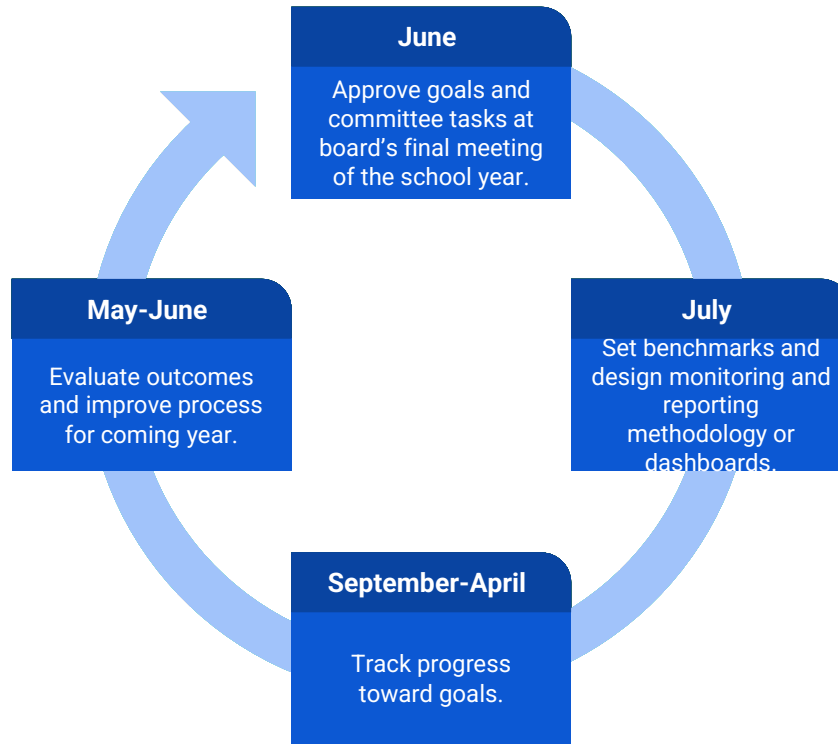 June
Approve goals and
committee tasks at
board’s final meeting
of the school year.
July
Set benchmarks and
design monitoring and
reporting
methodology or
dashboards.
September-April
Track progress
toward goals.
May-June
Evaluate outcomes
and improve process
for coming year.